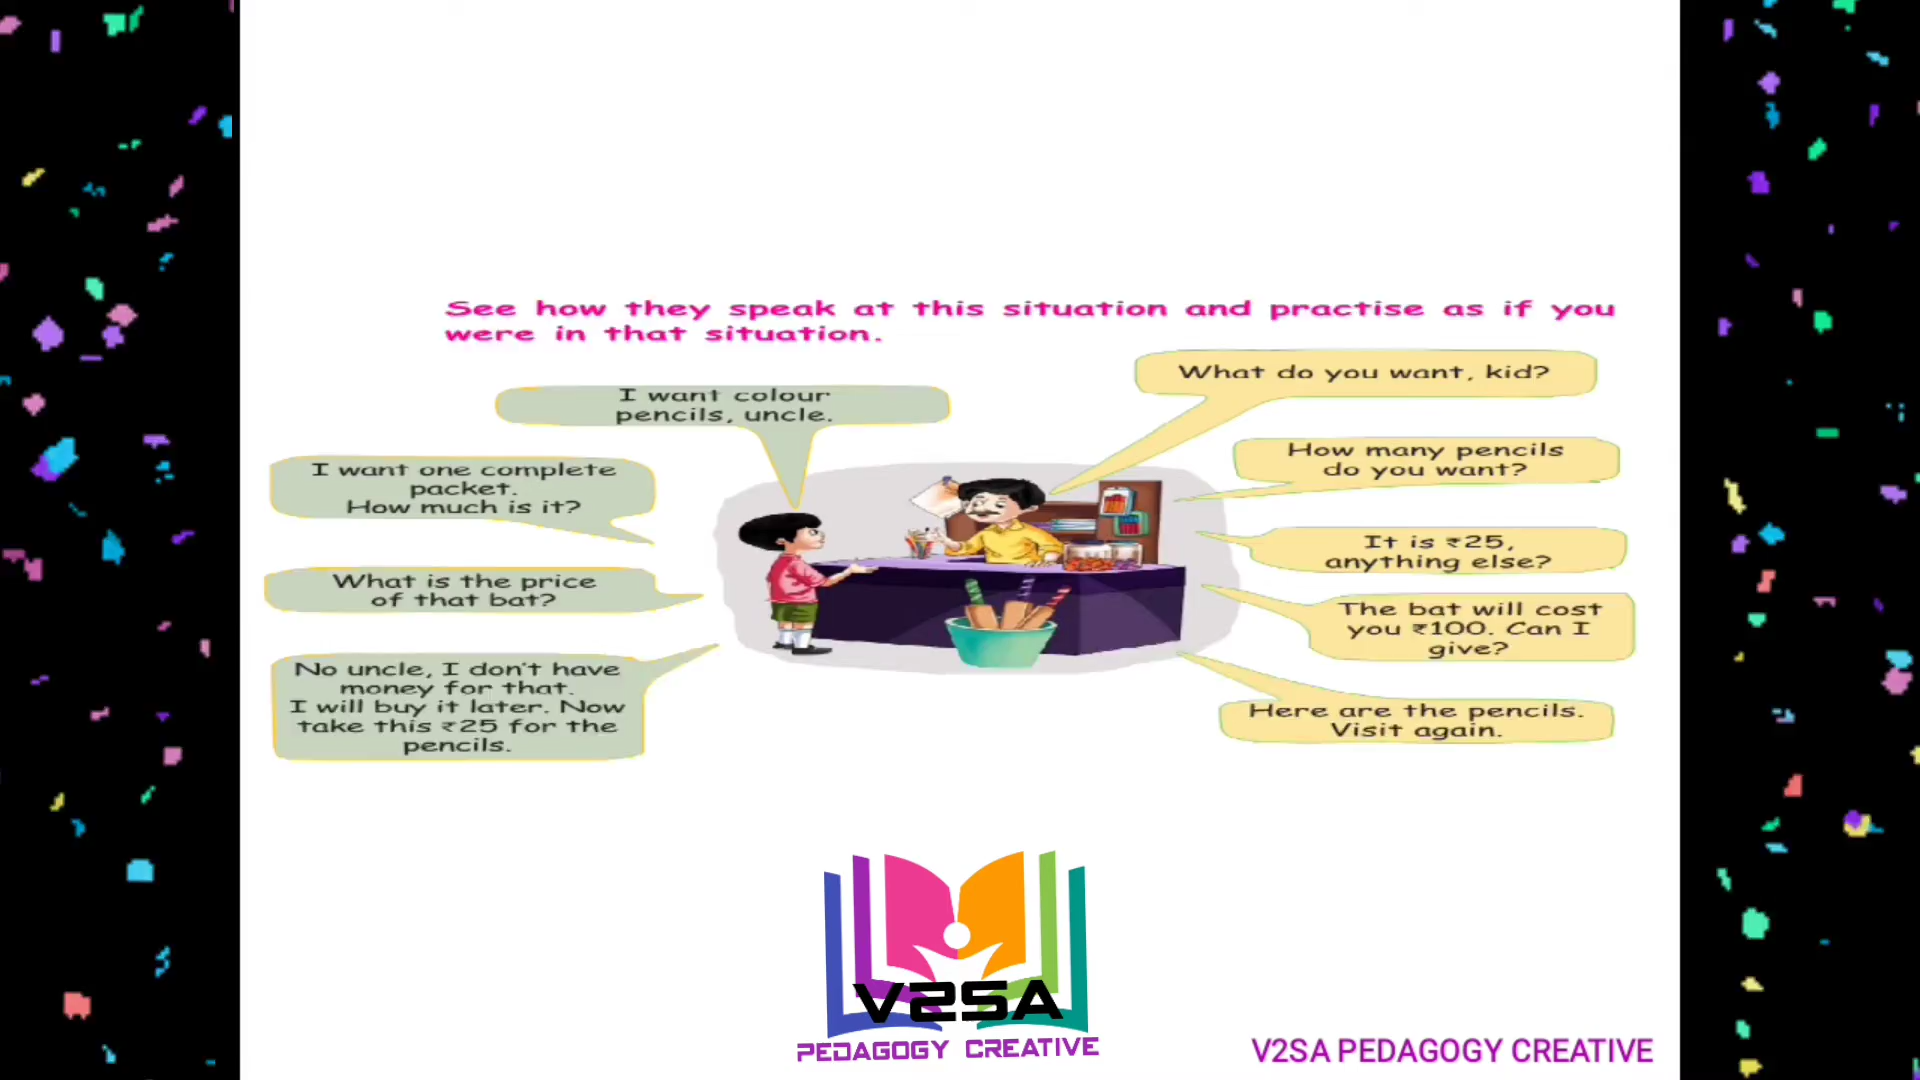 See how they speak at this situation and practise as if you
were in that situation.
What do you want, kid?
I want colour
pencils, uncle.
How many pencils
do you want?
I want one complete
packet.
How much is it?
It is ₹25,
anything else?
What is the price
of that bat?
The bat will cost
you ₹100. Can I
give?
No uncle, I don't have
money for that.
I will buy it later. Now
take this ₹25 for the
pencils.
Here are the pencils.
Visit again.
V2SA
PEDAGOGY CREATIVE
V2SA PEDAGOGY CREATIVE